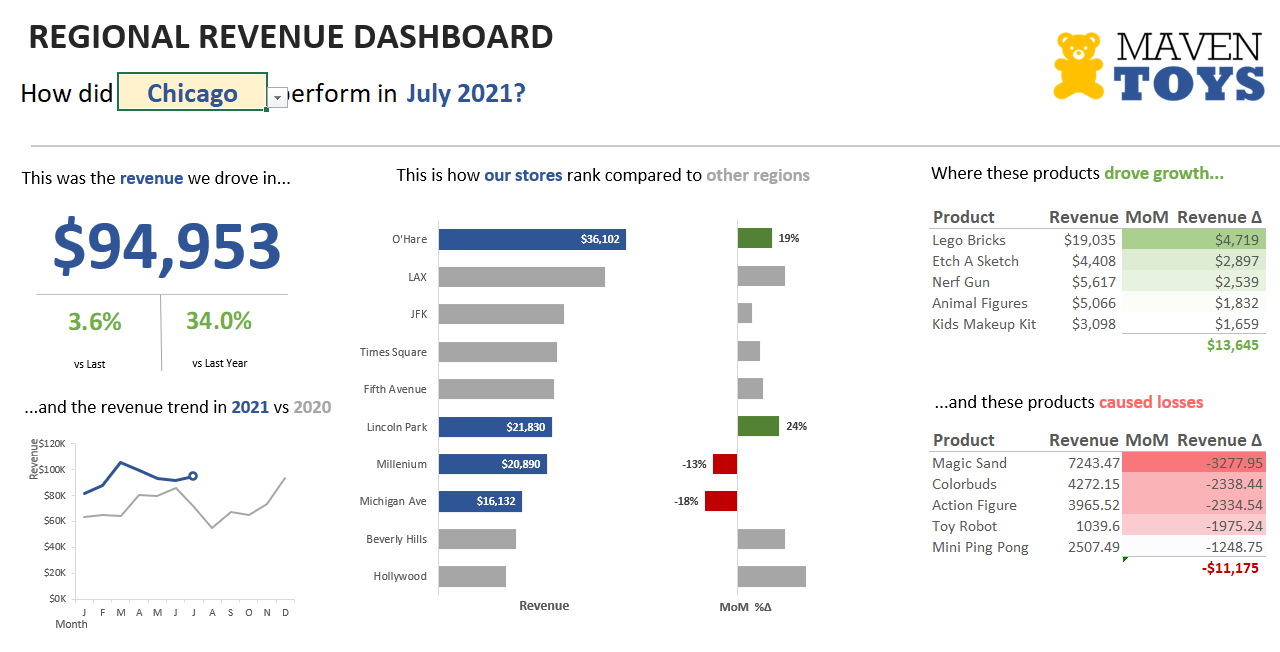 REGIONAL REVENUE DASHBOARD
MAVEN
TOYS
How did Chicago perform in July 2021?
This was the revenue we drove in...
$94,953
3.6%
34.0%
vs Last
vs Last Year
...and the revenue trend in 2021 vs 2020
Revenue
$120K
$100K
$80K
$60K
$40K
$20K
$0K
J F M A M J J A S O N D
Month
This is how our stores rank compared to other regions
O'Hare $36,102 19%
LAX
JFK
Times Square
Fifth Avenue
Lincoln Park $21,830 24%
Millenium $20,890 -13%
Michigan Ave $16,132 -18%
Beverly Hills
Hollywood
Revenue
MoM %Δ
Where these products drove growth...
Product Revenue MoM Revenue Δ
Lego Bricks $19,035 $4,719
Etch A Sketch $4,408 $2,897
Nerf Gun $5,617 $2,539
Animal Figures $5,066 $1,832
Kids Makeup Kit $3,098 $1,659
$13,645
...and these products caused losses
Product Revenue MoM Revenue Δ
Magic Sand 7243.47 -3277.95
Colorbuds 4272.15 -2338.44
Action Figure 3965.52 -2334.54
Toy Robot 1039.6 -1975.24
Mini Ping Pong 2507.49 -1248.75
-$11,175